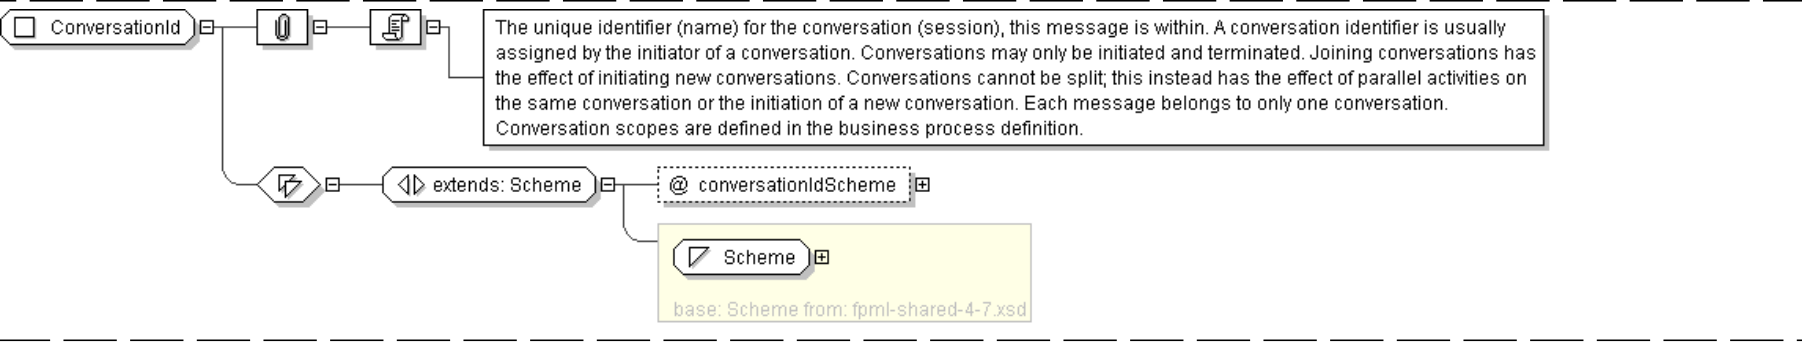 ConversationId
The unique identifier (name) for the conversation (session), this message is within. A conversation identifier is usually
assigned by the initiator of a conversation. Conversations may only be initiated and terminated. Joining conversations has
the effect of initiating new conversations. Conversations cannot be split; this instead has the effect of parallel activities on
the same conversation or the initiation of a new conversation. Each message belongs to only one conversation.
Conversation scopes are defined in the business process definition.
extends: Scheme
@ conversationIdScheme
Scheme
base: Scheme from: fpml-shared-4-7.xsd